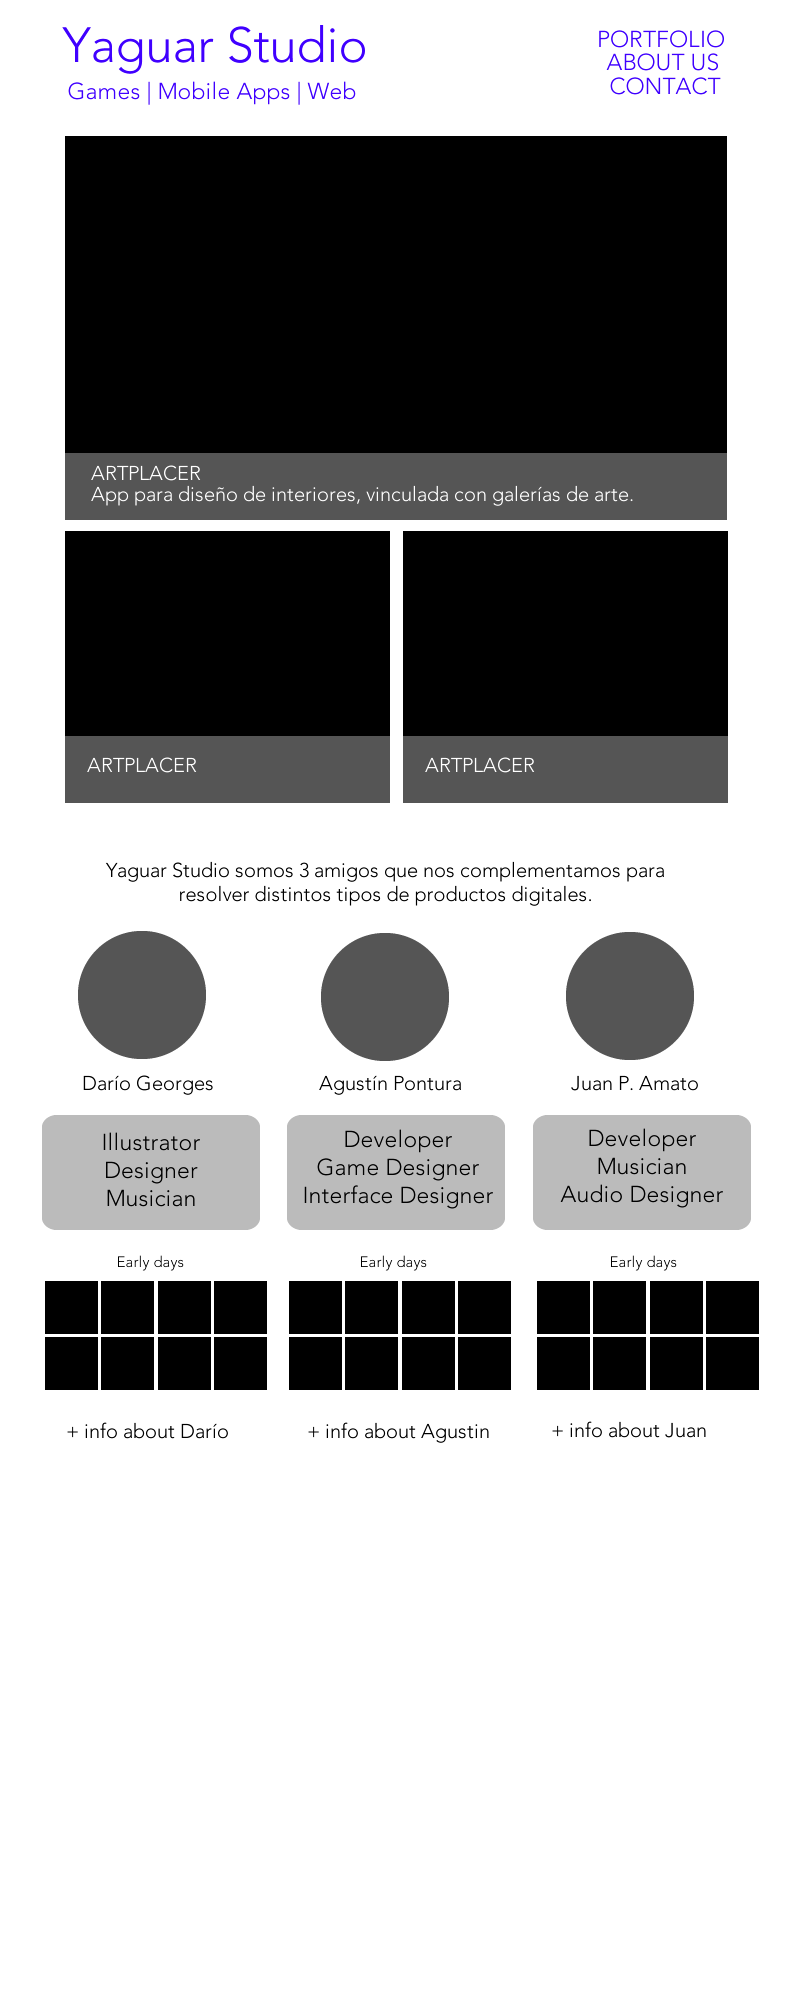 Yaguar Studio
Games | Mobile Apps | Web
PORTFOLIO
ABOUT US
CONTACT
ARTPLACER
App para diseño de interiores, vinculada con galerías de arte.
ARTPLACER
ARTPLACER
Yaguar Studio somos 3 amigos que nos complementamos para
resolver distintos tipos de productos digitales.
Darío Georges
Illustrator
Designer
Musician
Early days
+ info about Darío
Agustín Pontura
Developer
Game Designer
Interface Designer
Early days
+ info about Agustin
Juan P. Amato
Developer
Musician
Audio Designer
Early days
+ info about Juan